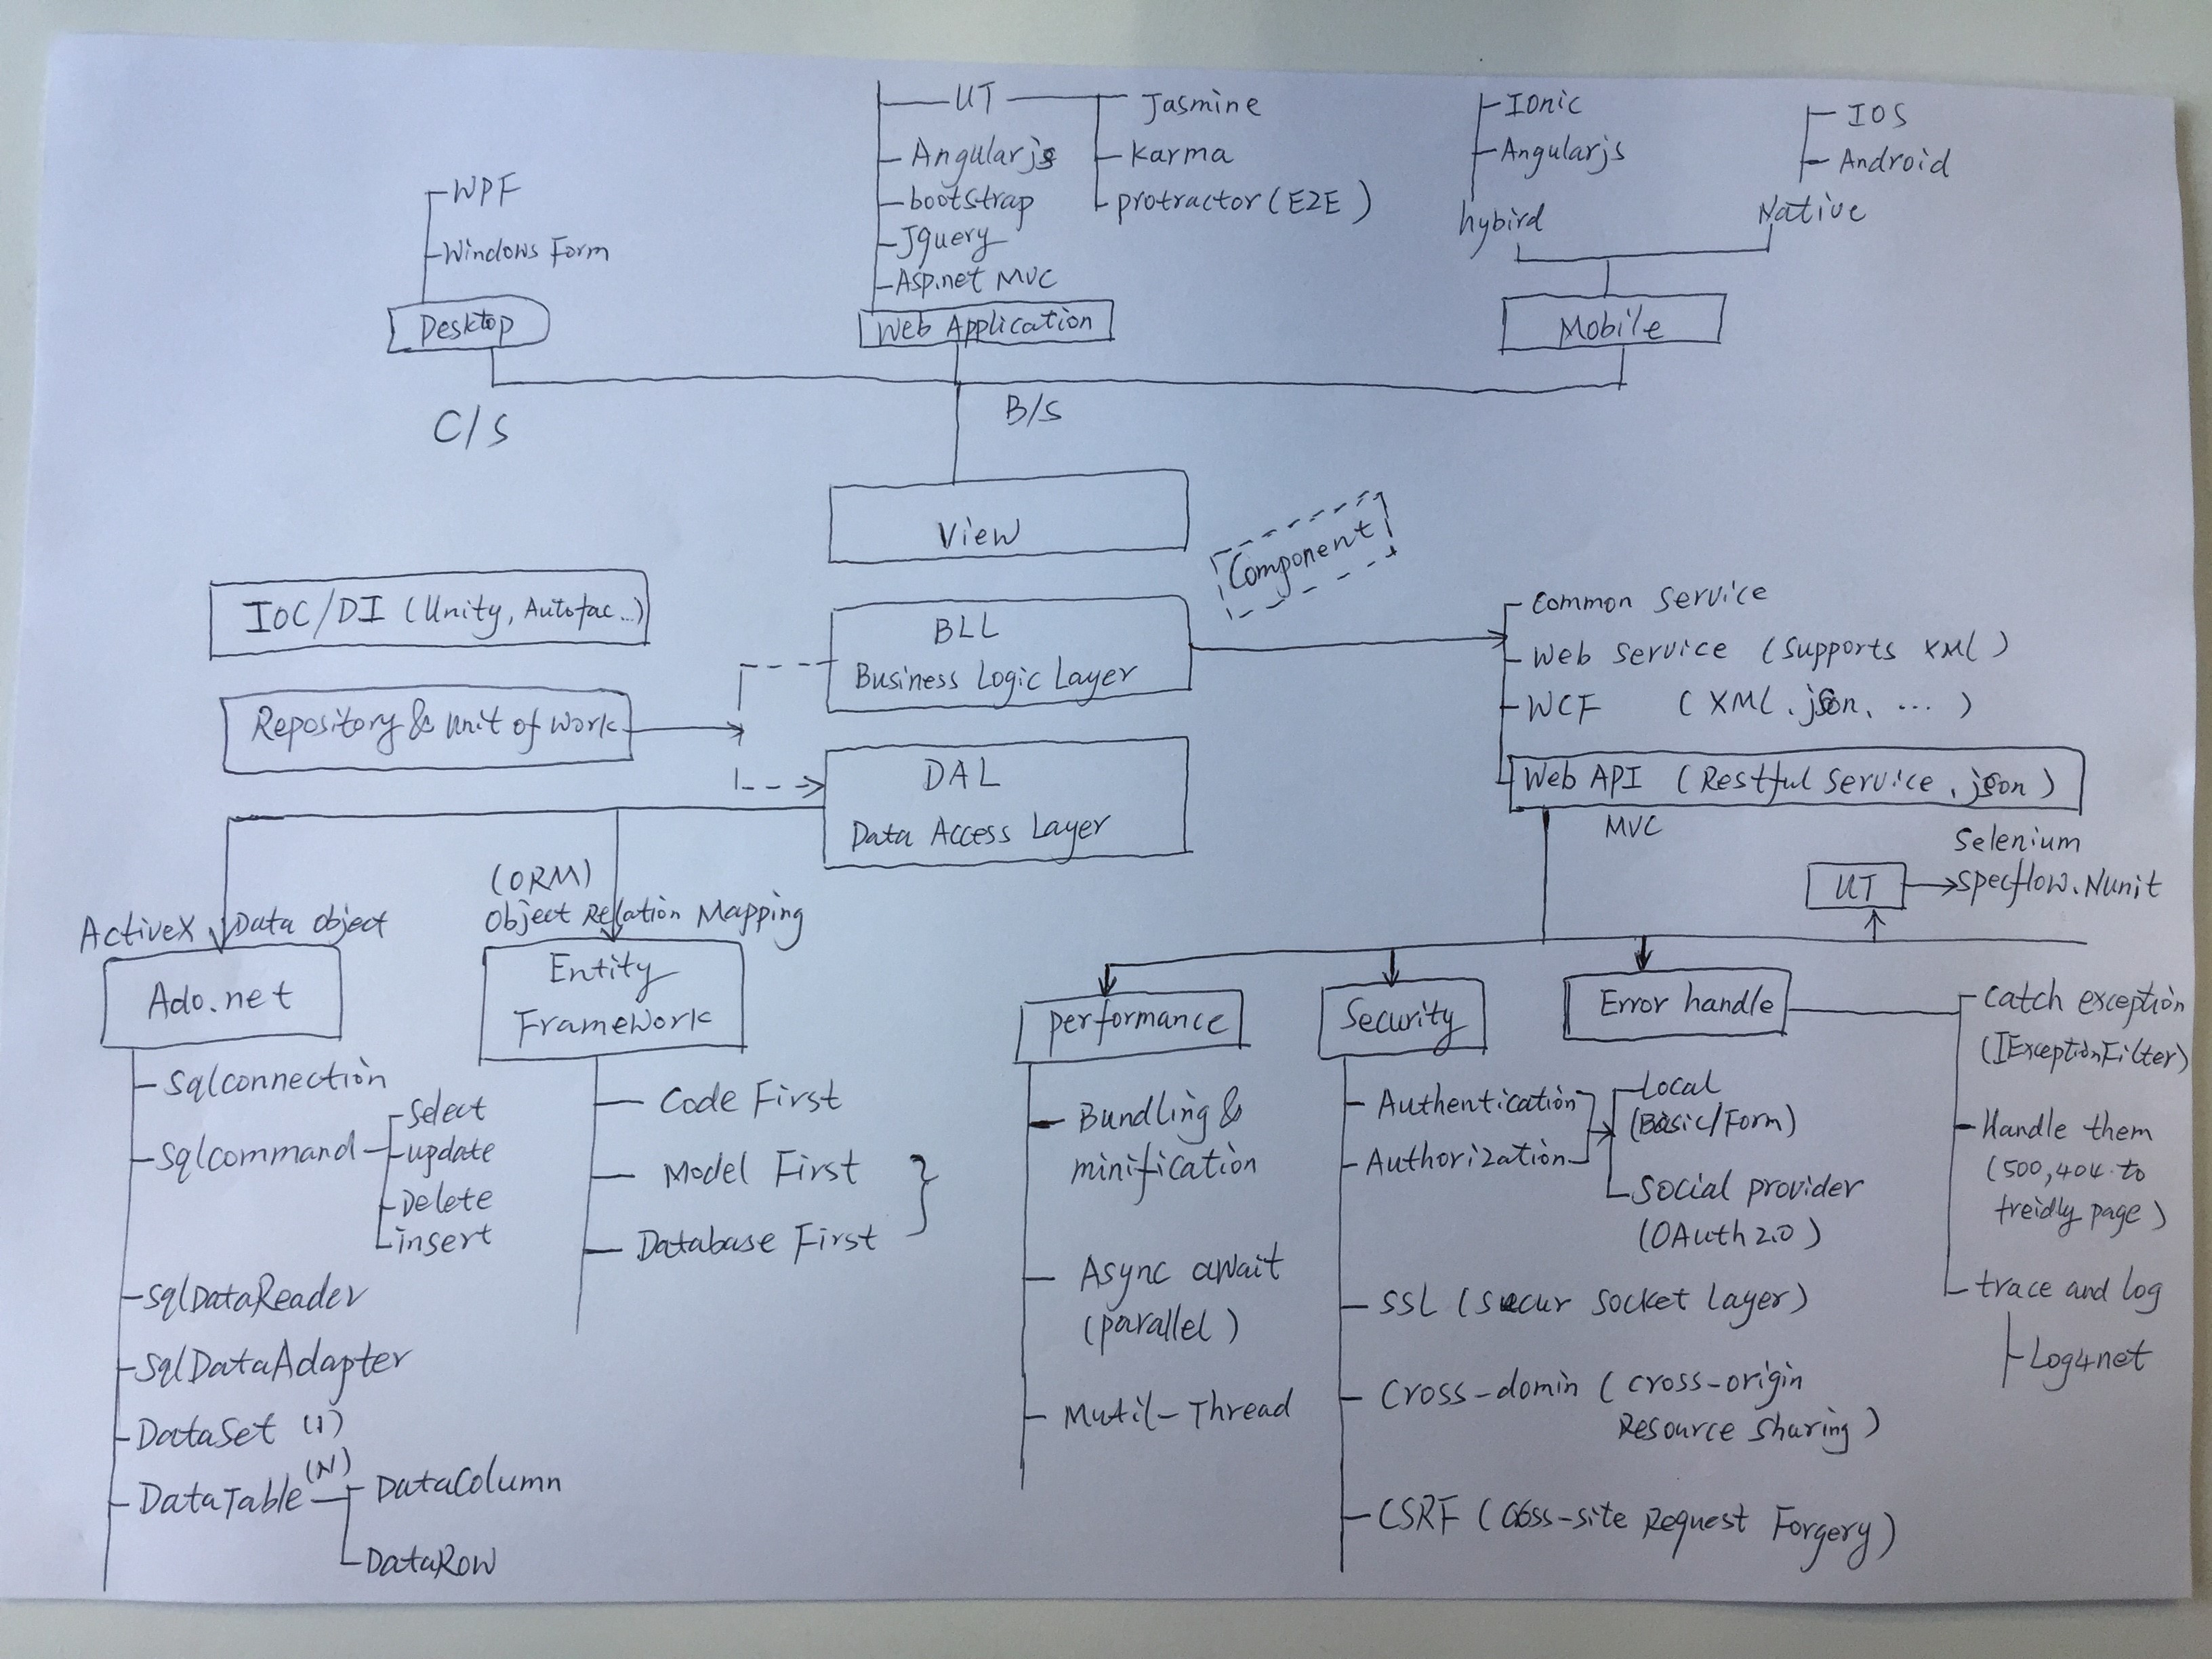 WPF
Windows Form
Desktop
UT
Jasmine
Angularjs
karma
bootstrap
protractor (E2E)
Jquery
Asp.net MVC
Web Application
Ionic
Angularjs
hybird
IOS
Android
Native
Mobile
C/S
B/S
View
Component
IOC/DI (Unity, Autofac...)
BLL
Business Logic Layer
Repository & Unit of Work
DAL
Data Access Layer
Common Service
Web Service (supports XML)
WCF (XML, json, ...)
Web API (Restful Service, json)
MVC
Selenium
UT
specflow.Nunit
ActiveX Data object
Ado.net
(ORM)
Object Relation Mapping
Entity
Framework
Sqlconnection
Sqlcommand
Select
update
Delete
insert
SqlDataReader
SqlDataAdapter
DataSet (1)
DataTable (N)
DataColumn
DataRow
Code First
Model First
Database First
performance
Bundling &
minification
Async await
(parallel)
Mutil-Thread
Security
Authentication
Authorization
Local
(Basic/Form)
Social provider
(OAuth 2.0)
SSL (Secur Socket Layer)
Cross-domin (cross-origin
Resource Sharing)
CSRF (Cross-site Request Forgery)
Error handle
Catch exception
(IExceptionFilter)
Handle them
(500,404 to
freidly page)
trace and log
Log4net